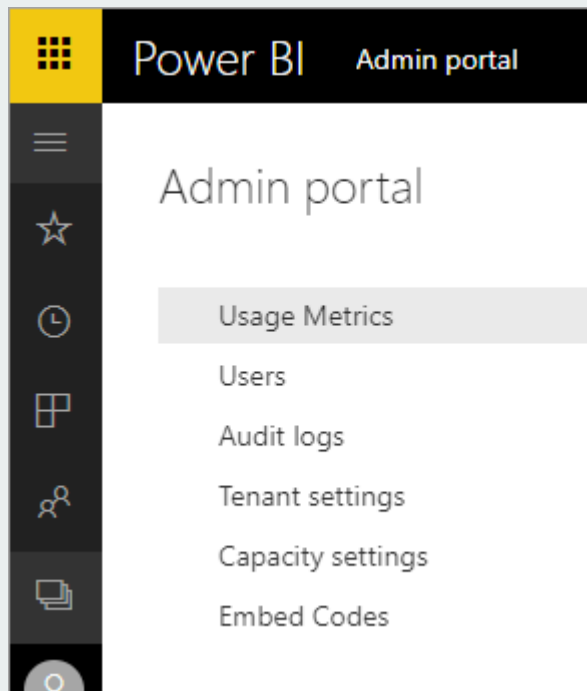 Power BI Admin portal
Admin portal
Usage Metrics
Users
Audit logs
Tenant settings
Capacity settings
Embed Codes